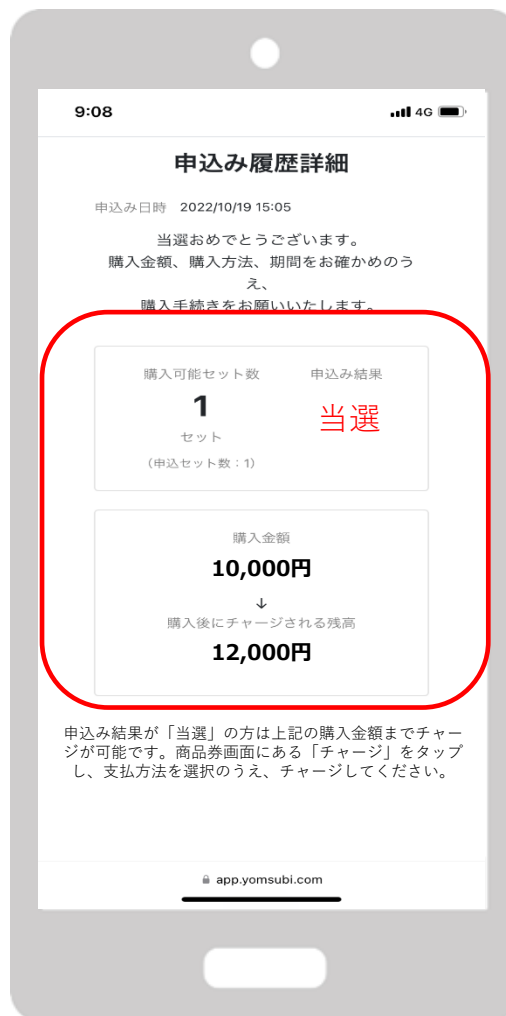 9:08
4G
申込み履歴詳細
申込み日時 2022/10/19 15:05
当選おめでとうございます。
購入金額、購入方法、期間をお確かめのう
え、
購入手続きをお願いいたします。
購入可能セット数 申込み結果
1 当選
セット
(申込セット数：1)
購入金額
10,000円
↓
購入後にチャージされる残高
12,000円
申込み結果が「当選」の方は上記の購入金額までチャー
ジが可能です。商品券画面にある「チャージ」をタップ
し、支払方法を選択のうえ、チャージしてください。
app.yomsubi.com